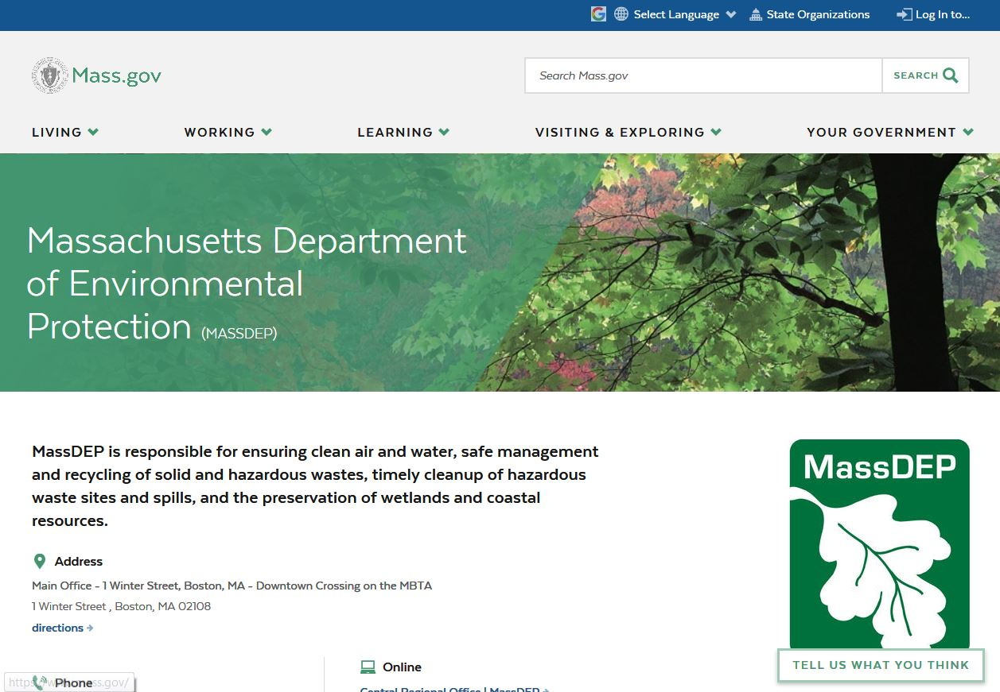 Select Language
State Organizations
Log In to...
Mass.gov
Search Mass.gov
SEARCH
LIVING
WORKING
LEARNING
VISITING & EXPLORING
YOUR GOVERNMENT
Massachusetts Department
of Environmental
Protection (MASSDEP)
MassDEP is responsible for ensuring clean air and water, safe management
and recycling of solid and hazardous wastes, timely cleanup of hazardous
waste sites and spills, and the preservation of wetlands and coastal
resources.
MassDEP
Address
Main Office - 1 Winter Street, Boston, MA - Downtown Crossing on the MBTA
1 Winter Street , Boston, MA 02108
directions
TELL US WHAT YOU THINK
Phone
Online
Central Regional Office | MassDEP